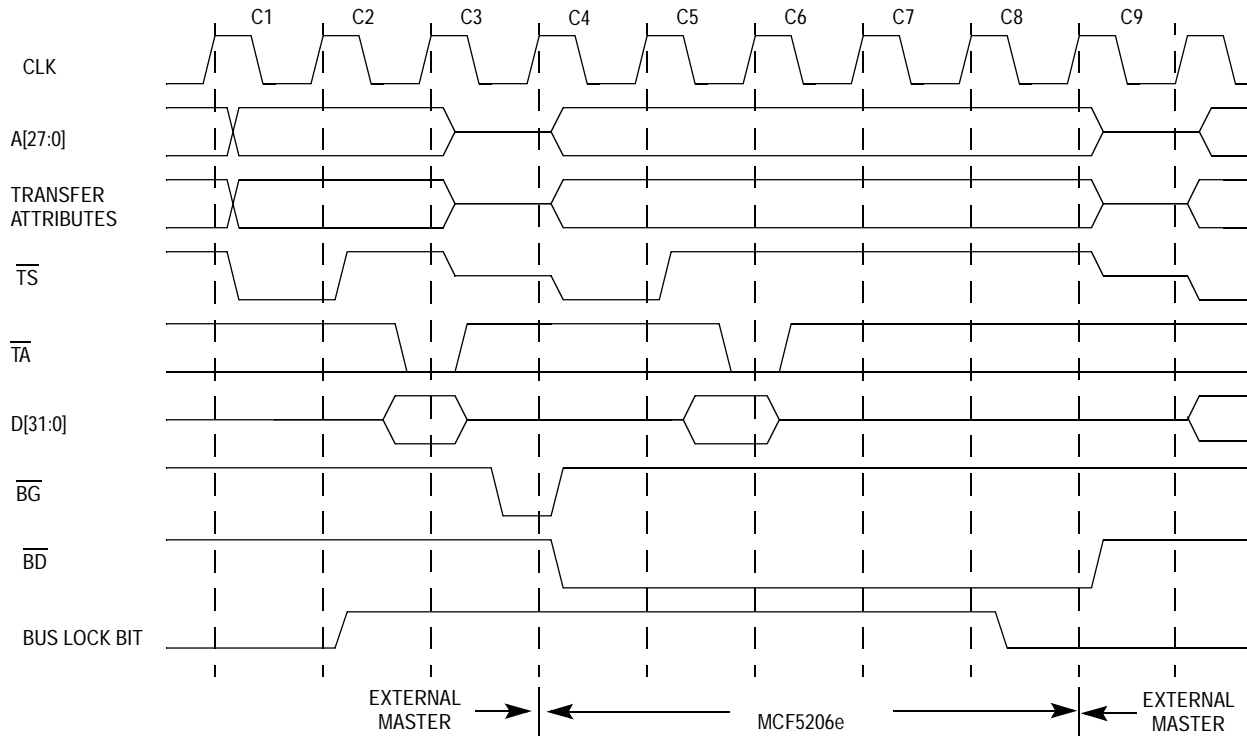 C1 C2 C3 C4 C5 C6 C7 C8 C9
CLK
A[27:0]
TRANSFER
ATTRIBUTES
TS
TA
D[31:0]
BG
BD
BUS LOCK BIT
EXTERNAL
MASTER
MCF5206e
EXTERNAL
MASTER